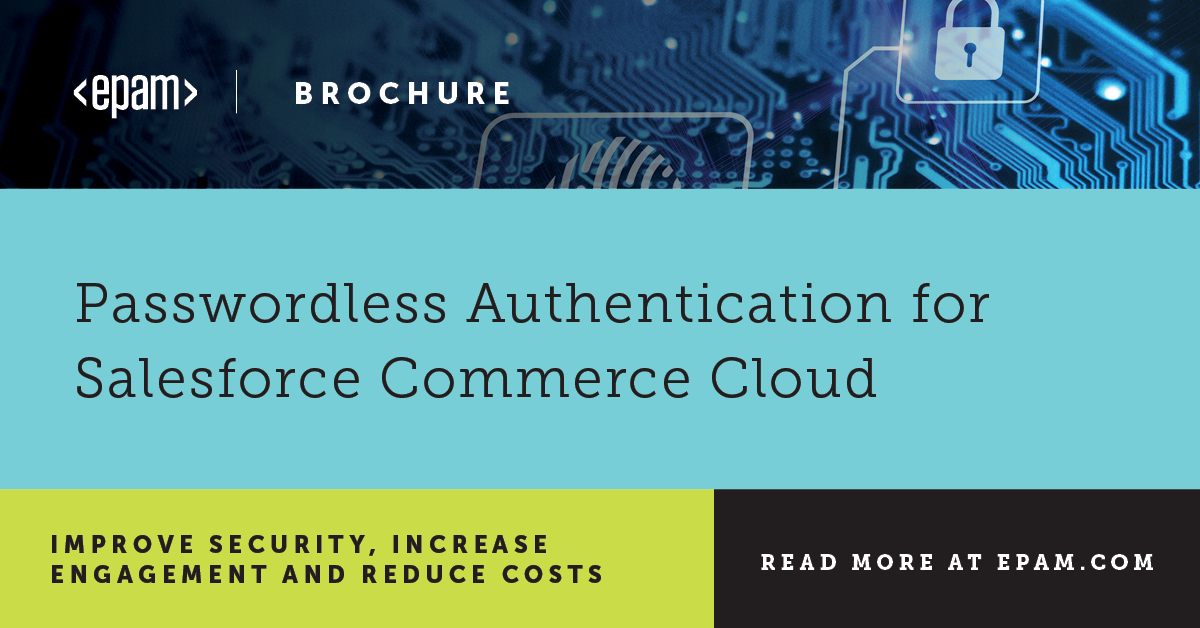 <epam> | BROCHURE
Passwordless Authentication for
Salesforce Commerce Cloud
IMPROVE SECURITY, INCREASE
ENGAGEMENT AND REDUCE COSTS
READ MORE AT EPAM.COM